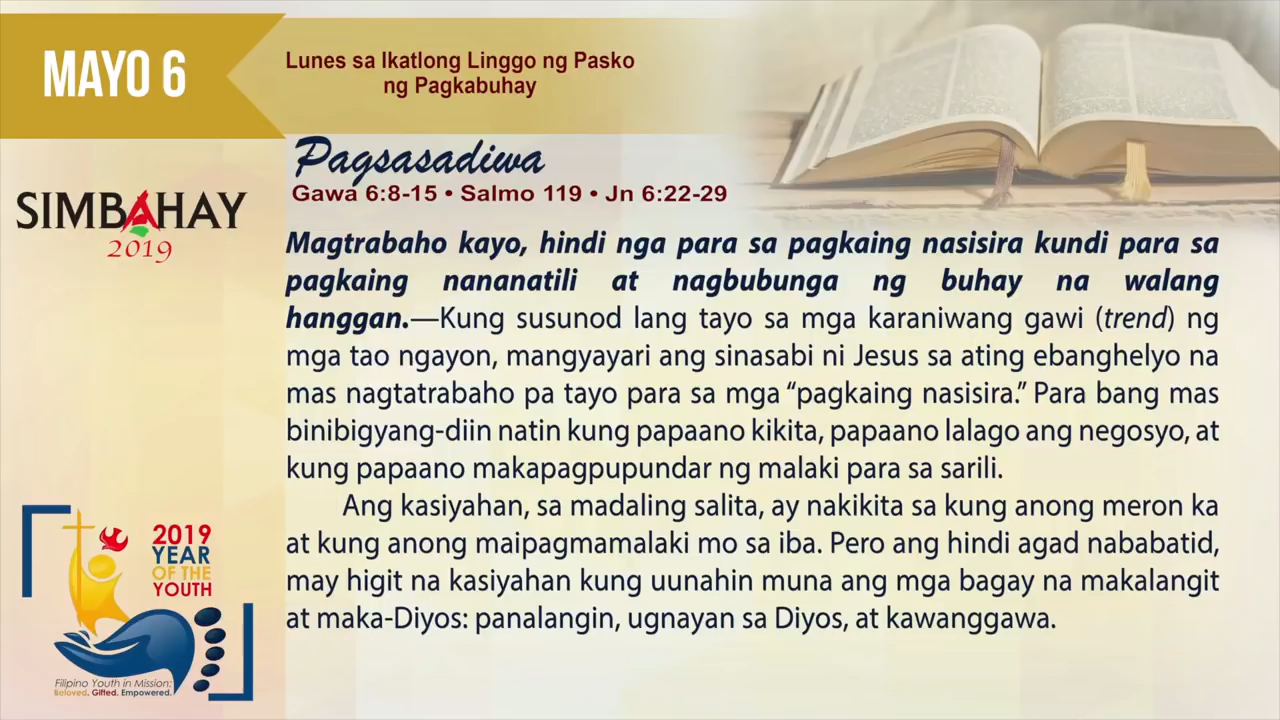 MAYO 6
Lunes sa Ikatlong Linggo ng Pasko
ng Pagkabuhay
Pagsasadiwa
Gawa 6:8-15 • Salmo 119 • Jn 6:22-29
SIMBAHAY
2019
Magtrabaho kayo, hindi nga para sa pagkaing nasisira kundi para sa
pagkaing nananatili at nagbubunga ng buhay na walang
hanggan.—Kung susunod lang tayo sa mga karaniwang gawi (trend) ng
mga tao ngayon, mangyayari ang sinasabi ni Jesus sa ating ebanghelyo na
mas nagtatrabaho pa tayo para sa mga “pagkaing nasisira.” Para bang mas
binibigyang-diin natin kung papaano kikita, papaano lalago ang negosyo, at
kung papaano makapagpupundar ng malaki para sa sarili.
Ang kasiyahan, sa madaling salita, ay nakikita sa kung anong meron ka
at kung anong maipagmamalaki mo sa iba. Pero ang hindi agad nababatid,
may higit na kasiyahan kung uunahin muna ang mga bagay na makalangit
at maka-Diyos: panalangin, ugnayan sa Diyos, at kawanggawa.
2019
YEAR
OF THE
YOUTH
Filipino Youth in Mission:
Beloved. Gifted. Empowered.